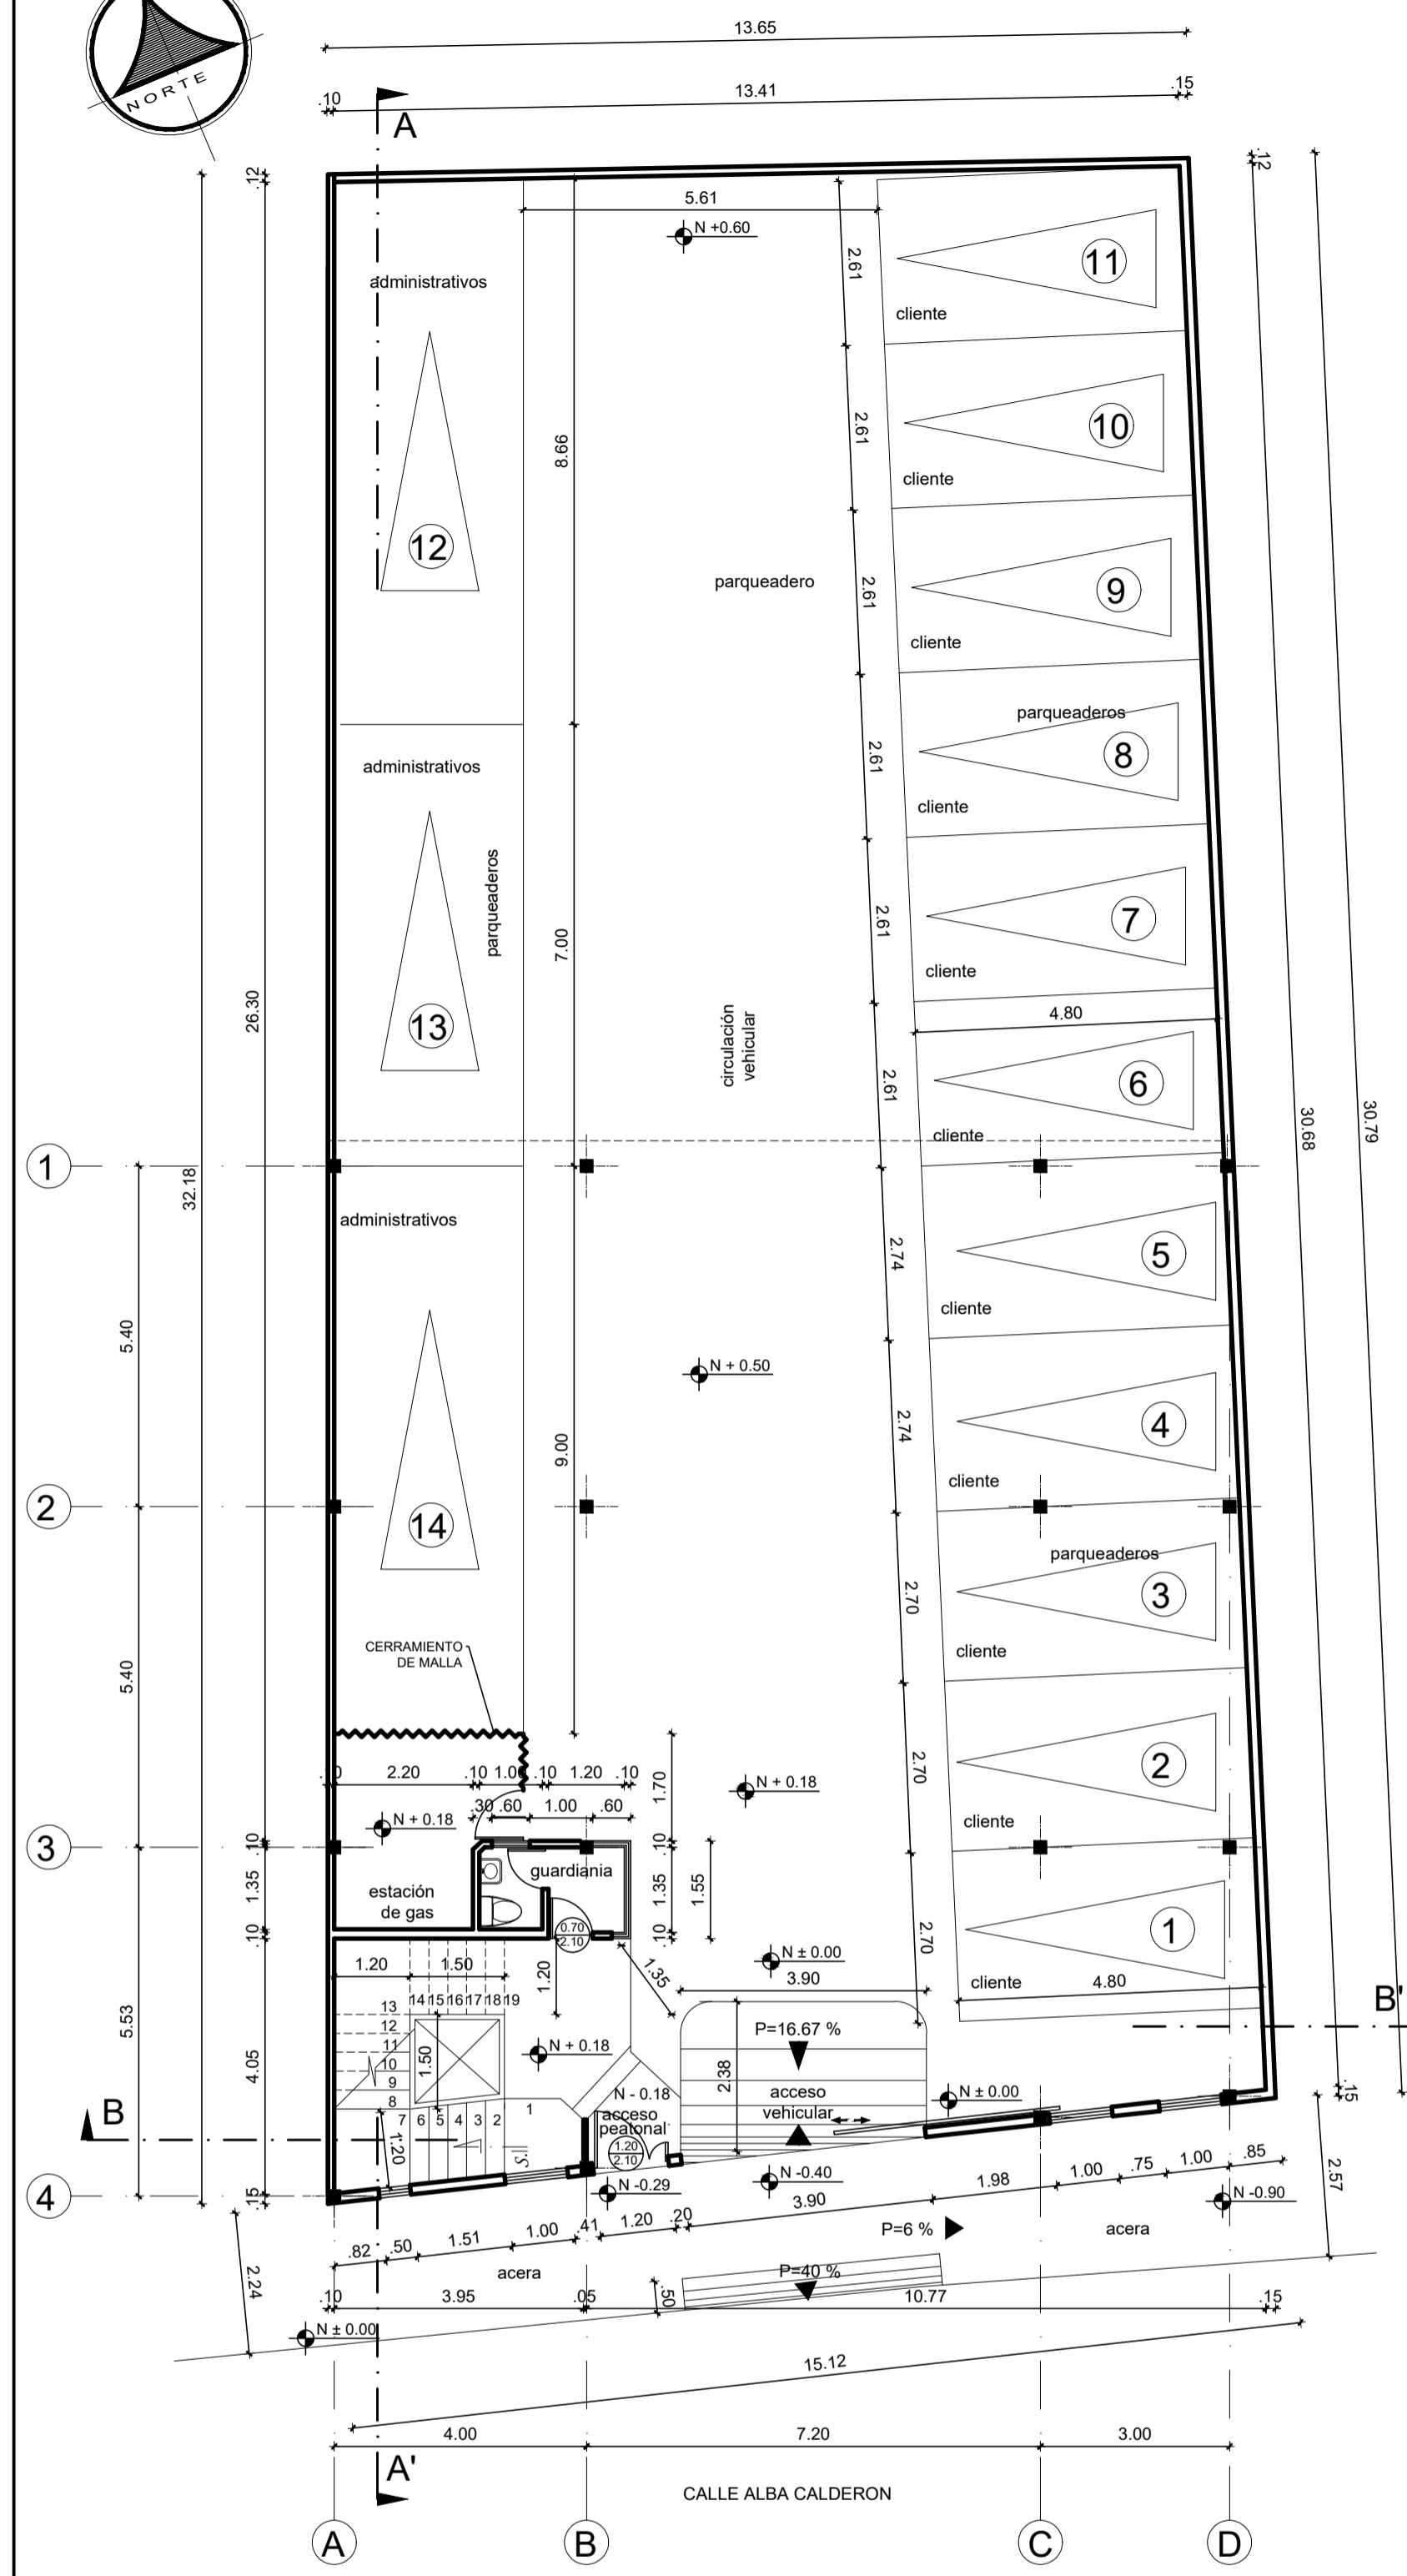 NORTE
13.65
13.41
.10
.15
A
.12
.12
5.61
N +0.60
administrativos
2.61
11
cliente
8.98
2.61
10
cliente
12
parqueadero
2.61
9
cliente
parqueaderos
2.61
8
cliente
administrativos
parqueaderos
7.00
13
2.61
7
cliente
26.30
32.18
circulación
vehicular
4.80
2.61
6
cliente
30.68
30.79
1
administrativos
2.74
5
cliente
5.40
N + 0.50
2.74
4
cliente
9.00
2
14
parqueaderos
2.70
3
cliente
5.40
CERRAMIENTO
DE MALLA
2.70
2
cliente
.10
2.20
.10
1.00
.10
1.20
.10
1.70
N + 0.18
.30
.60
1.00
.60
N + 0.18
3
.10
1.35
.10
guardiania
estación
de gas
.10
1.35
.10
1.55
0.70
2.10
2.70
1
cliente
4.80
N ± 0.00
3.90
1.20
1.50
1.20
1.35
14 15 16 17 18 19
13
12
11
10
9
8
7 6 5 4 3 2 1
1.50
N + 0.18
P=16.67 %
2.38
acceso
vehicular
N ± 0.00
B'
5.53
4.05
.15
.15
B
N - 0.18
acceso
peatonal
1.20
2.10
1.20
S.
4
N -0.29
N -0.40
N -0.90
.82
.50
1.51
1.00
.41
1.20
.20
3.90
1.98
1.00
.75
1.00
.85
2.57
2.24
P=6 %
acera
acera
P=40 %
.50
.10
3.95
.05
10.77
.15
N ± 0.00
15.12
4.00
7.20
3.00
A'
CALLE ALBA CALDERON
A
B
C
D